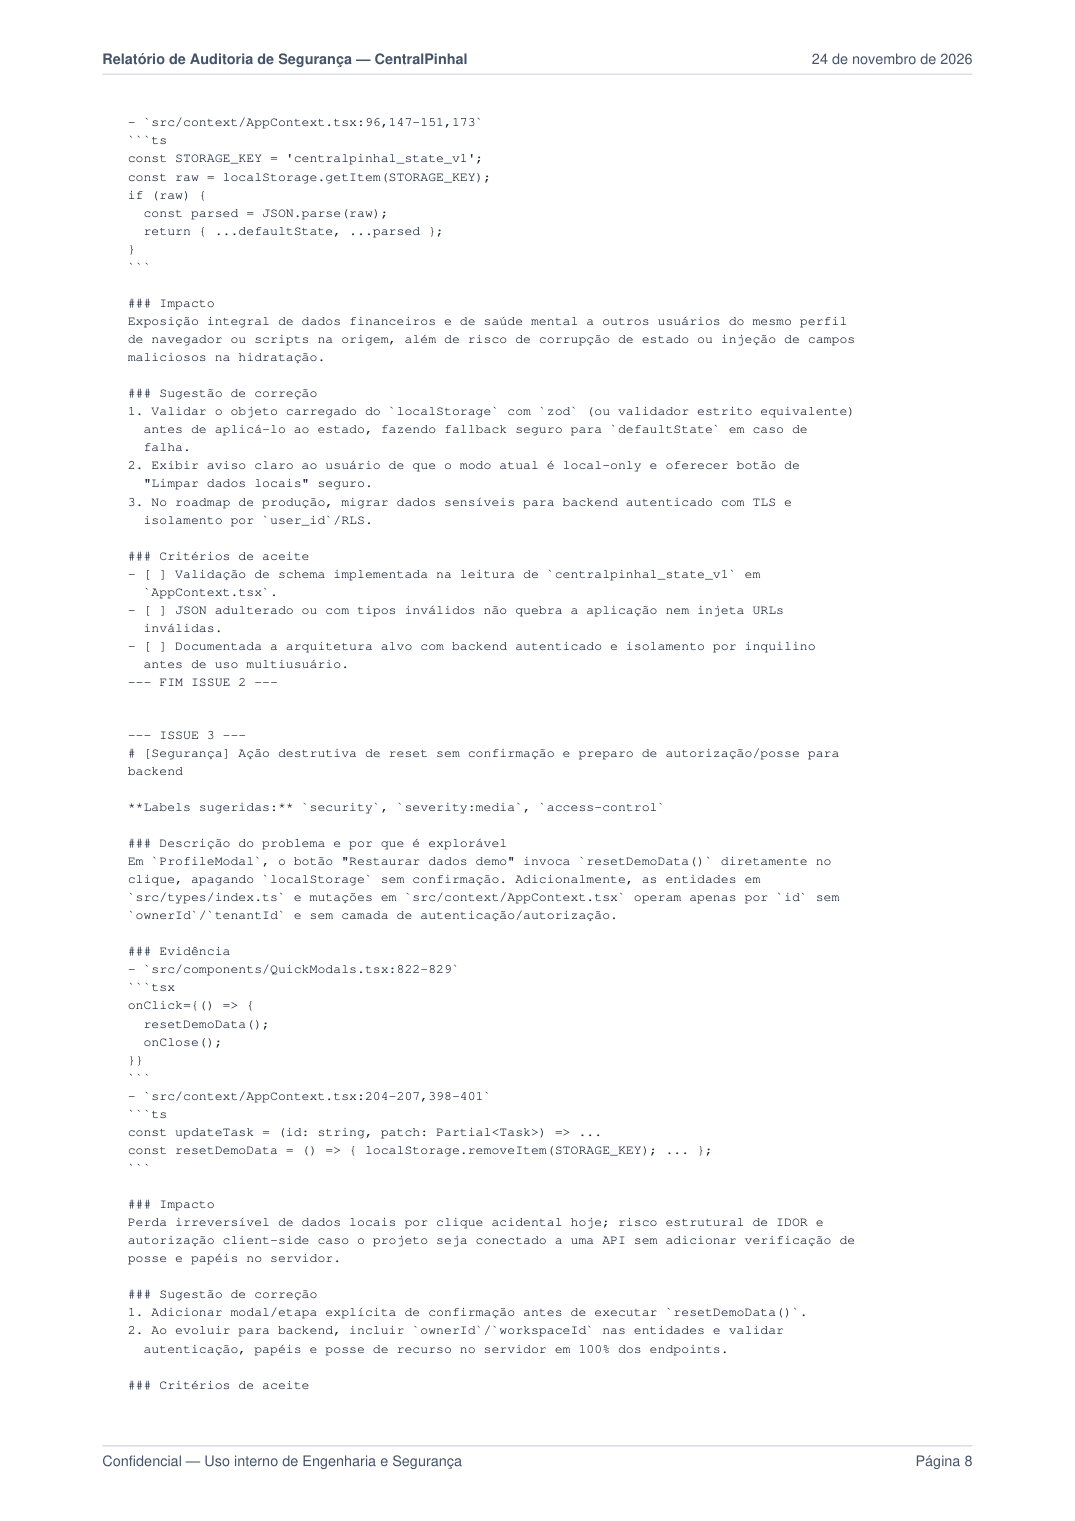 Relatório de Auditoria de Segurança — CentralPinhal
24 de novembro de 2026
- `src/context/AppContext.tsx:96,147-151,173`
```ts
const STORAGE_KEY = 'centralpinhal_state_v1';
const raw = localStorage.getItem(STORAGE_KEY);
if (raw) {
  const parsed = JSON.parse(raw);
  return { ...defaultState, ...parsed };
}
```
### Impacto
Exposição integral de dados financeiros e de saúde mental a outros usuários do mesmo perfil
de navegador ou scripts na origem, além de risco de corrupção de estado ou injeção de campos
maliciosos na hidratação.
### Sugestão de correção
1. Validar o objeto carregado do `localStorage` com `zod` (ou validador estrito equivalente)
  antes de aplicá-lo ao estado, fazendo fallback seguro para `defaultState` em caso de
  falha.
2. Exibir aviso claro ao usuário de que o modo atual é local-only e oferecer botão de
  "Limpar dados locais" seguro.
3. No roadmap de produção, migrar dados sensíveis para backend autenticado com TLS e
  isolamento por `user_id`/RLS.
### Critérios de aceite
- [ ] Validação de schema implementada na leitura de `centralpinhal_state_v1` em
  `AppContext.tsx`.
- [ ] JSON adulterado ou com tipos inválidos não quebra a aplicação nem injeta URLs
  inválidas.
- [ ] Documentada a arquitetura alvo com backend autenticado e isolamento por inquilino
  antes de uso multiusuário.
--- FIM ISSUE 2 ---
--- ISSUE 3 ---
# [Segurança] Ação destrutiva de reset sem confirmação e preparo de autorização/posse para
backend
**Labels sugeridas:** `security`, `severity:media`, `access-control`
### Descrição do problema e por que é explorável
Em `ProfileModal`, o botão "Restaurar dados demo" invoca `resetDemoData()` diretamente no
clique, apagando `localStorage` sem confirmação. Adicionalmente, as entidades em
`src/types/index.ts` e mutações em `src/context/AppContext.tsx` operam apenas por `id` sem
`ownerId`/`tenantId` e sem camada de autenticação/autorização.
### Evidência
- `src/components/QuickModals.tsx:822-829`
```tsx
onClick={() => {
  resetDemoData();
  onClose();
}}
```
- `src/context/AppContext.tsx:204-207,398-401`
```ts
const updateTask = (id: string, patch: Partial<Task>) => ...
const resetDemoData = () => { localStorage.removeItem(STORAGE_KEY); ... };
```
### Impacto
Perda irreversível de dados locais por clique acidental hoje; risco estrutural de IDOR e
autorização client-side caso o projeto seja conectado a uma API sem adicionar verificação de
posse e papéis no servidor.
### Sugestão de correção
1. Adicionar modal/etapa explícita de confirmação antes de executar `resetDemoData()`.
2. Ao evoluir para backend, incluir `ownerId`/`workspaceId` nas entidades e validar
  autenticação, papéis e posse de recurso no servidor em 100% dos endpoints.
### Critérios de aceite
Confidencial — Uso interno de Engenharia e Segurança
Página 8